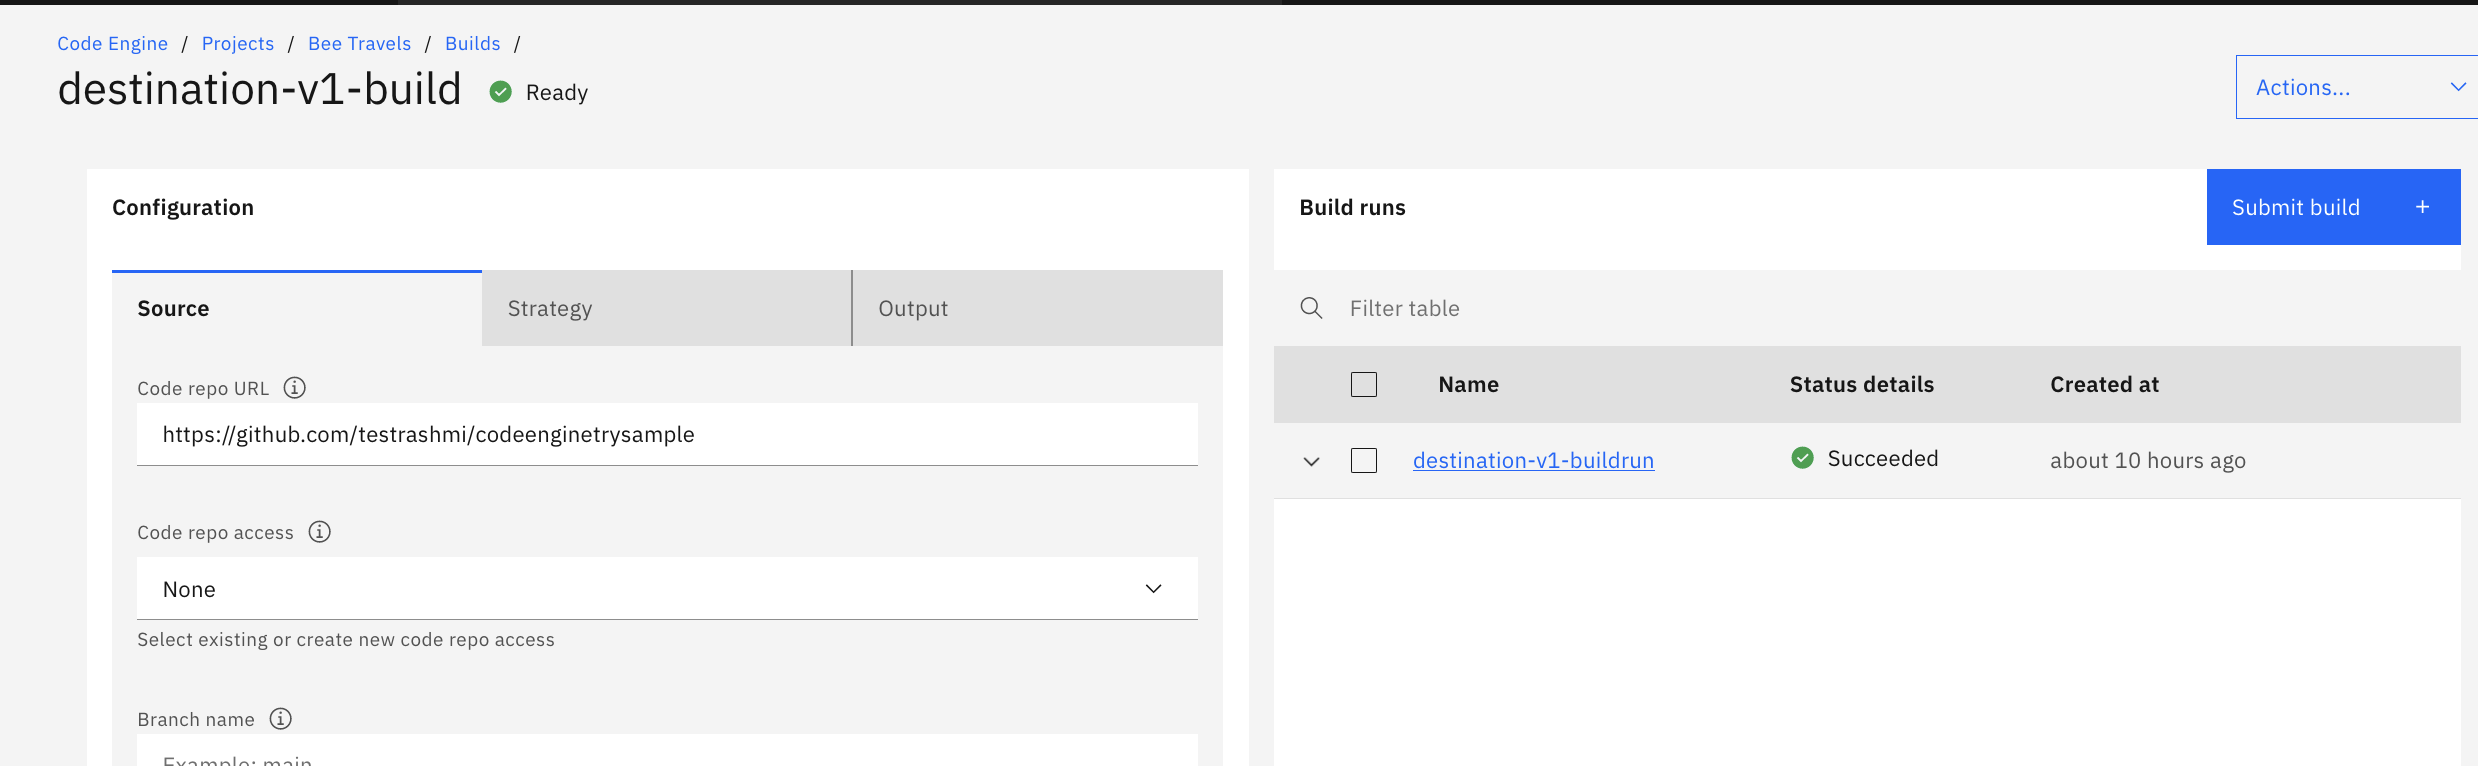 Code Engine / Projects / Bee Travels / Builds /
destination-v1-build Ready
Actions...
Configuration
Source Strategy Output
Code repo URL
https://github.com/testrashmi/codeenginetrysample
Code repo access
None
Select existing or create new code repo access
Branch name
Example: main
Build runs
Submit build +
Filter table
Name Status details Created at
destination-v1-buildrun Succeeded about 10 hours ago